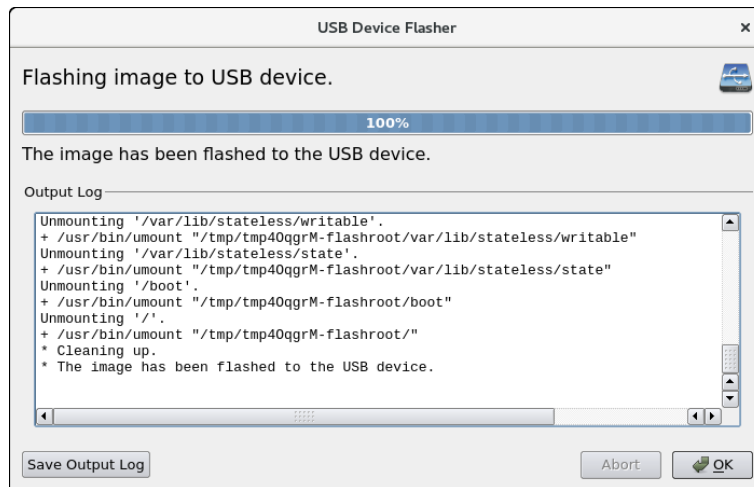 USB Device Flasher
Flashing image to USB device.
100%
The image has been flashed to the USB device.
Output Log
Unmounting '/var/lib/stateless/writable'.
+ /usr/bin/umount "/tmp/tmp4OqgrM-flashroot/var/lib/stateless/writable"
Unmounting '/var/lib/stateless/state'.
+ /usr/bin/umount "/tmp/tmp4OqgrM-flashroot/var/lib/stateless/state"
Unmounting '/boot'.
+ /usr/bin/umount "/tmp/tmp4OqgrM-flashroot/boot"
Unmounting '/'.
+ /usr/bin/umount "/tmp/tmp4OqgrM-flashroot/"
* Cleaning up.
* The image has been flashed to the USB device.
Save Output Log
Abort
OK